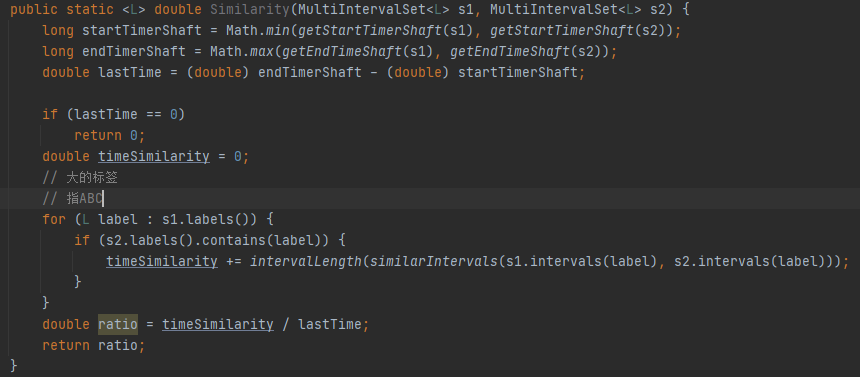 public static <L> double Similarity(MultiIntervalSet<L> s1, MultiIntervalSet<L> s2) {
    long startTimerShaft = Math.min(getStartTimerShaft(s1), getStartTimerShaft(s2));
    long endTimerShaft = Math.max(getEndTimeShaft(s1), getEndTimeShaft(s2));
    double lastTime = (double) endTimerShaft - (double) startTimerShaft;

    if (lastTime == 0)
        return 0;
    double timeSimilarity = 0;
    // 大的标签
    // 指ABC
    for (L label : s1.labels()) {
        if (s2.labels().contains(label)) {
            timeSimilarity += intervalLength(similarIntervals(s1.intervals(label), s2.intervals(label)));
        }
    }
    double ratio = timeSimilarity / lastTime;
    return ratio;
}